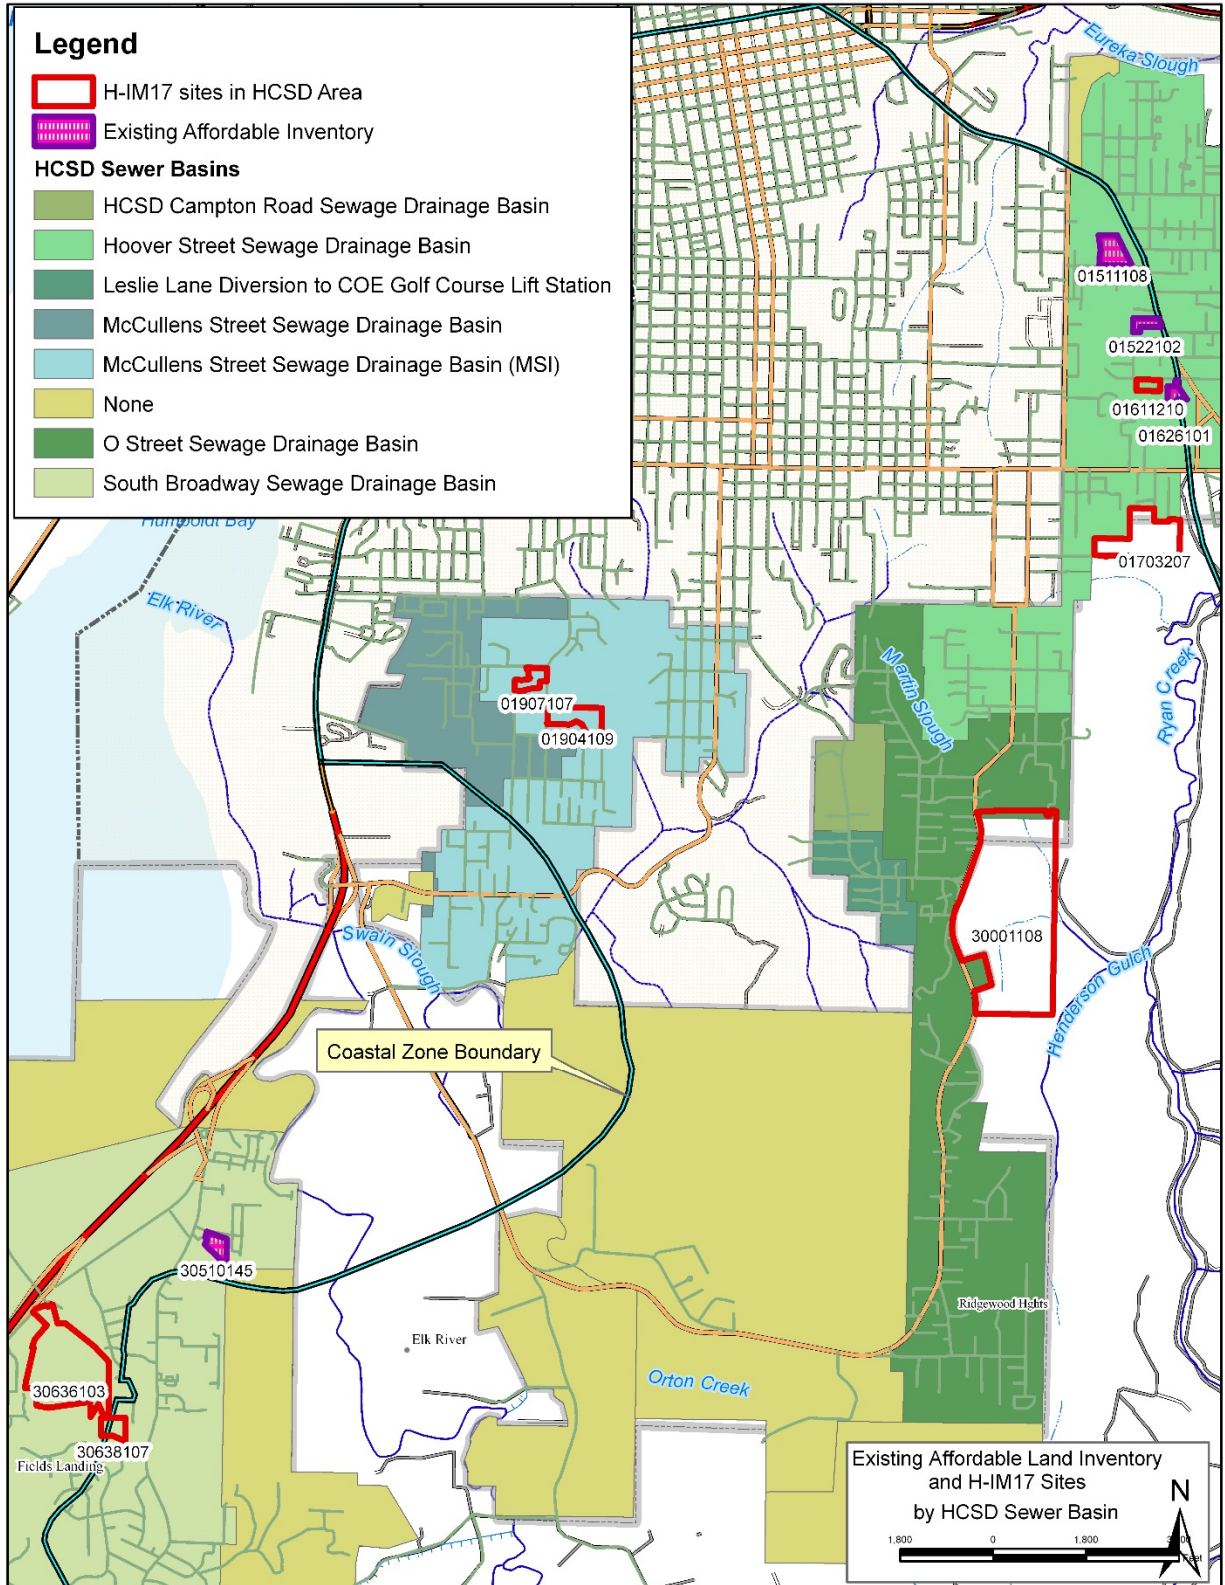 Legend
H-IM17 sites in HCSD Area
Existing Affordable Inventory
HCSD Sewer Basins
HCSD Campton Road Sewage Drainage Basin
Hoover Street Sewage Drainage Basin
Leslie Lane Diversion to COE Golf Course Lift Station
McCullens Street Sewage Drainage Basin
McCullens Street Sewage Drainage Basin (MSI)
None
O Street Sewage Drainage Basin
South Broadway Sewage Drainage Basin
Eureka Slough
01511108
01522102
01611210
01626101
01703207
Humboldt Bay
Elk River
Ryan Creek
Martin Slough
01907107
01904109
30001108
Henderson Gulch
Swain Slough
Coastal Zone Boundary
30510145
Ridgewood Hghts
Elk River
Orton Creek
30636103
30638107
Fields Landing
Existing Affordable Land Inventory
and H-IM17 Sites
by HCSD Sewer Basin
N
1,800 0 1,800
Feet